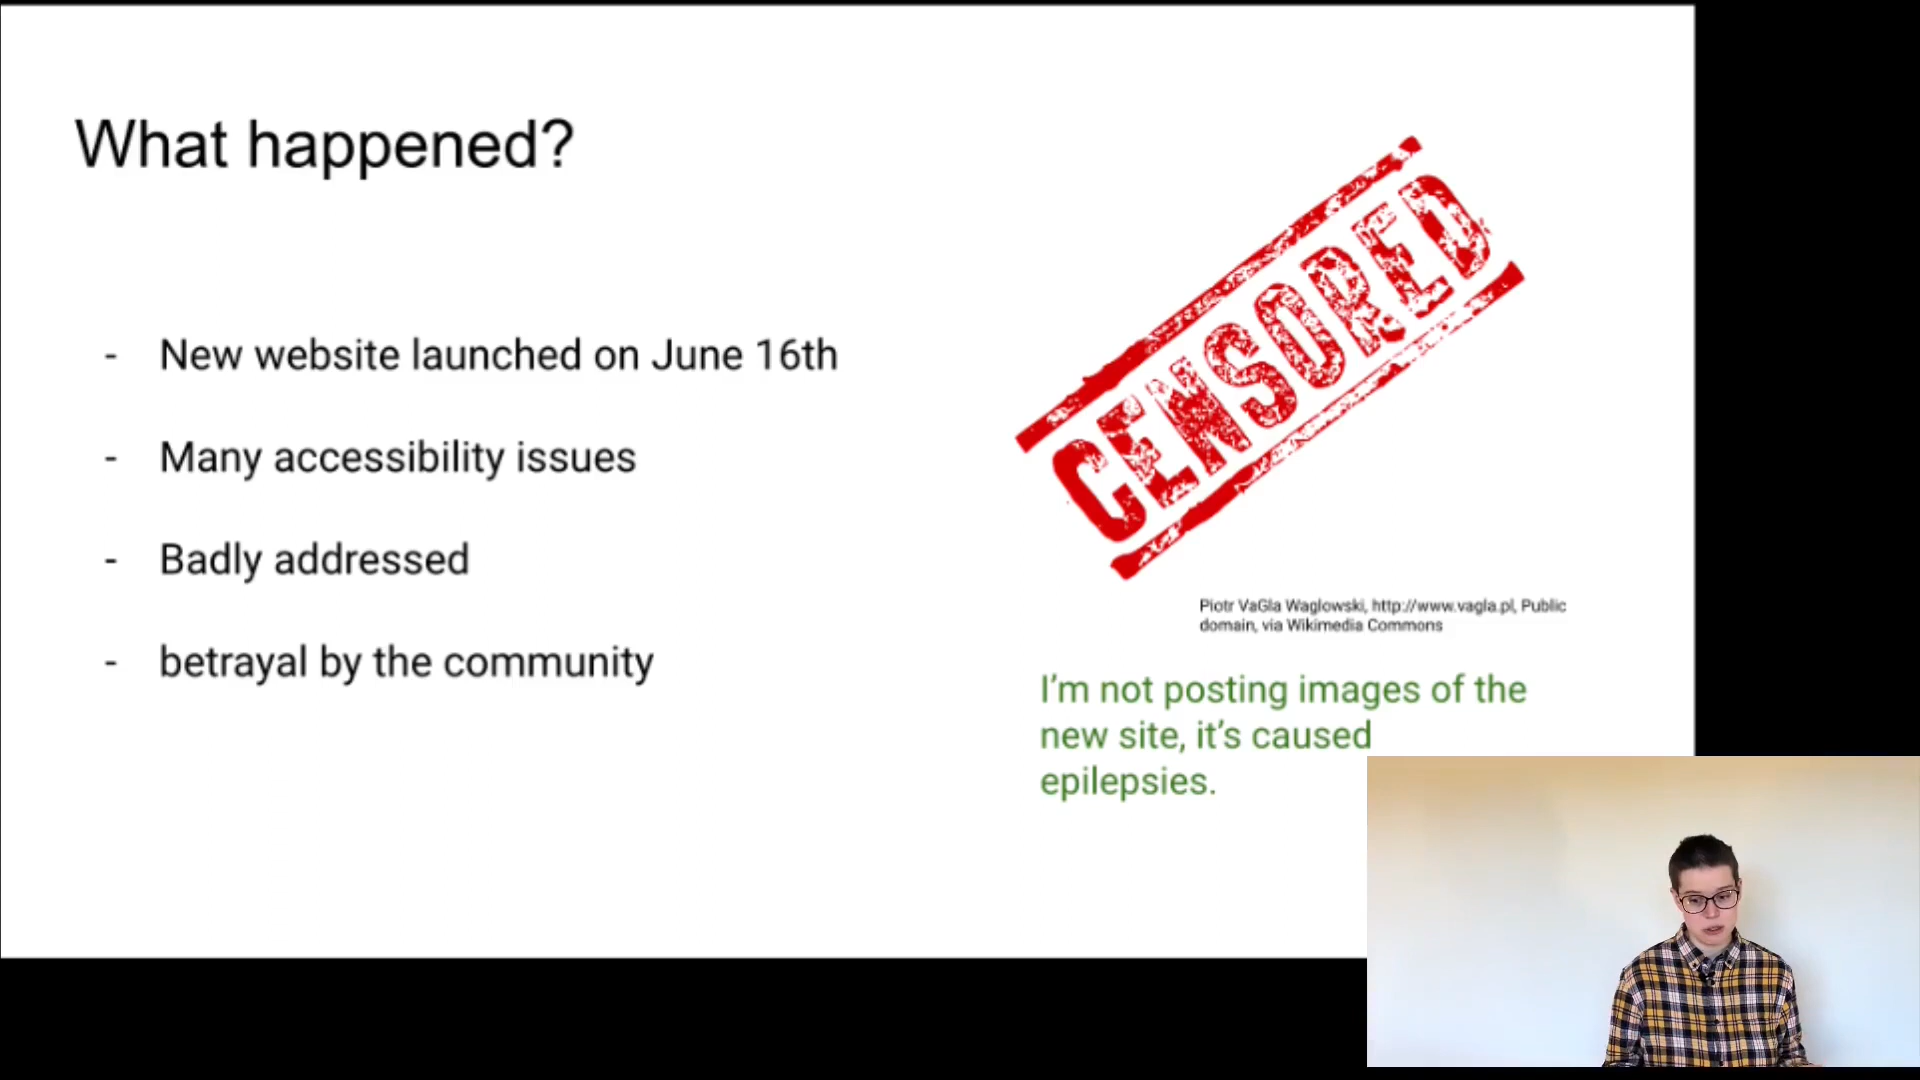 What happened?
- New website launched on June 16th
- Many accessibility issues
- Badly addressed
- betrayal by the community
CENSORED
Piotr VaGla Waglowski, http://www.vagla.pl, Public
domain, via Wikimedia Commons
I'm not posting images of the
new site, it's caused
epilepsies.